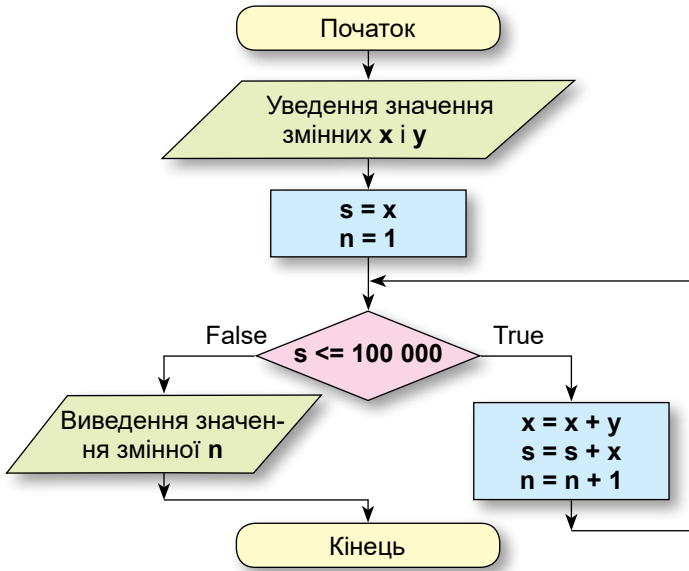 Початок
Уведення значення
змінних x і y
s = x
n = 1
False
True
s <= 100 000
Виведення значен-
ня змінної n
x = x + y
s = s + x
n = n + 1
Кінець